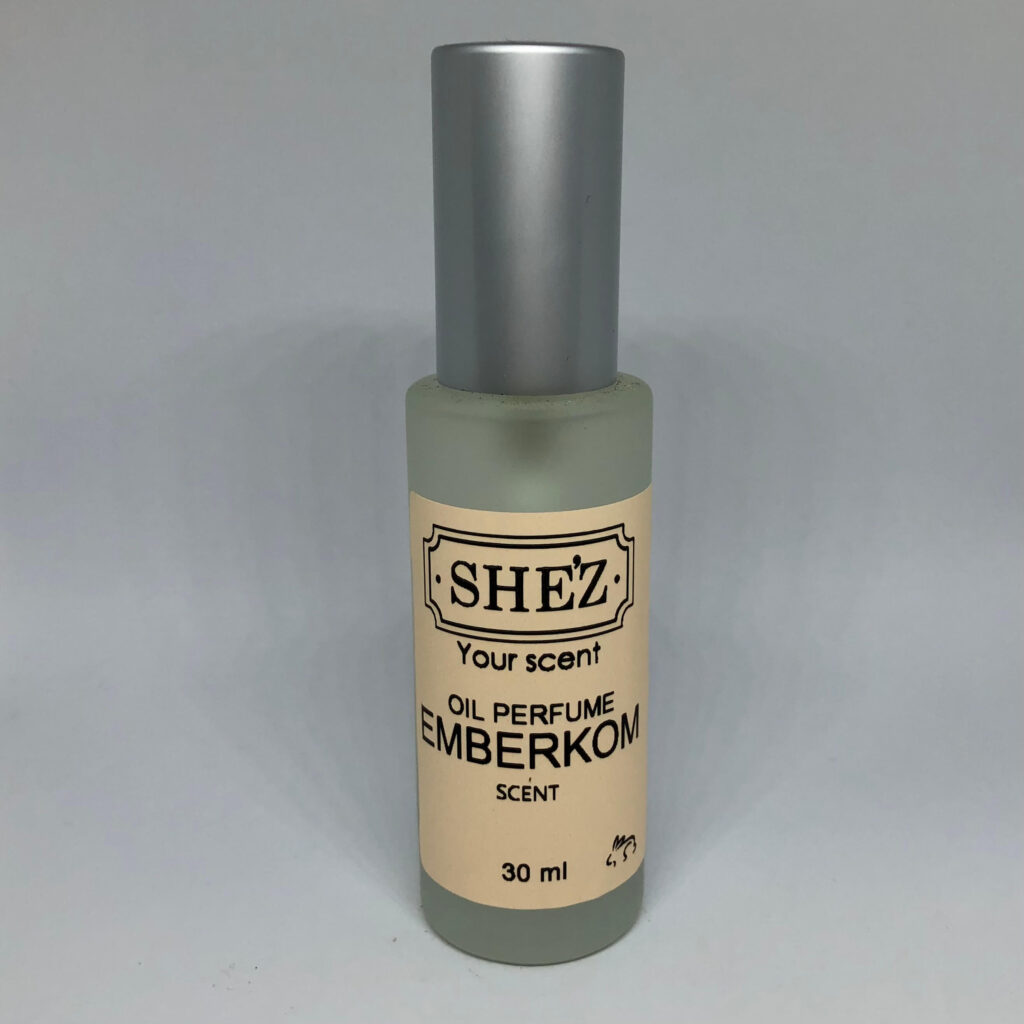 · SHE'Z ·
Your scent
OIL PERFUME
EMBERKOM
SCENT
30 ml